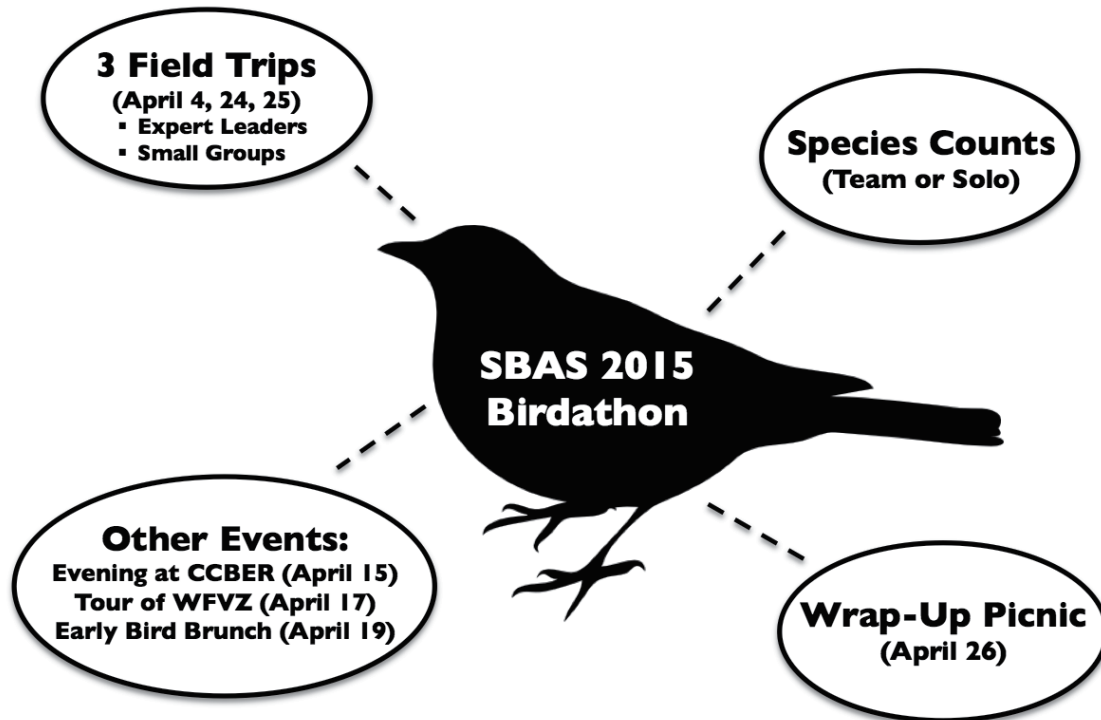 3 Field Trips
(April 4, 24, 25)
▪ Expert Leaders
▪ Small Groups
Species Counts
(Team or Solo)
SBAS 2015
Birdathon
Other Events:
Evening at CCBER (April 15)
Tour of WFVZ (April 17)
Early Bird Brunch (April 19)
Wrap-Up Picnic
(April 26)